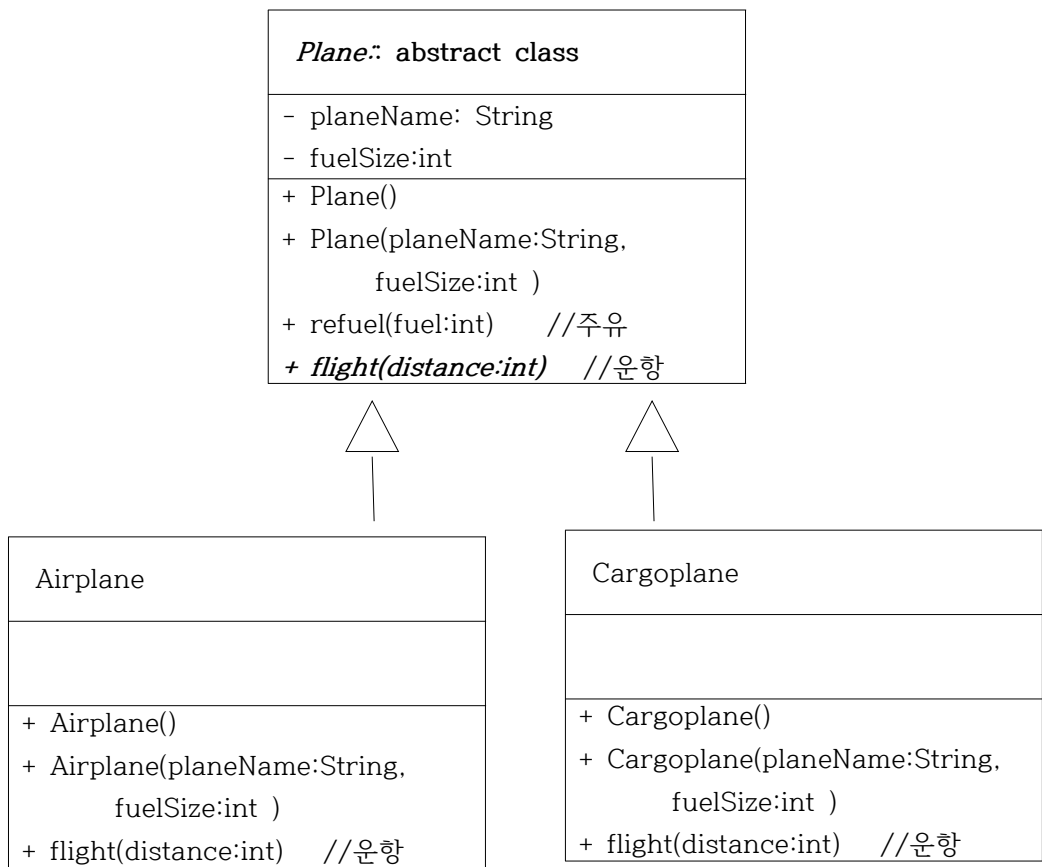 Plane:: abstract class
- planeName: String
- fuelSize:int
+ Plane()
+ Plane(planeName:String,
fuelSize:int )
+ refuel(fuel:int) //주유
+ flight(distance:int) //운항
Airplane
+ Airplane()
+ Airplane(planeName:String,
fuelSize:int )
+ flight(distance:int) //운항
Cargoplane
+ Cargoplane()
+ Cargoplane(planeName:String,
fuelSize:int )
+ flight(distance:int) //운항